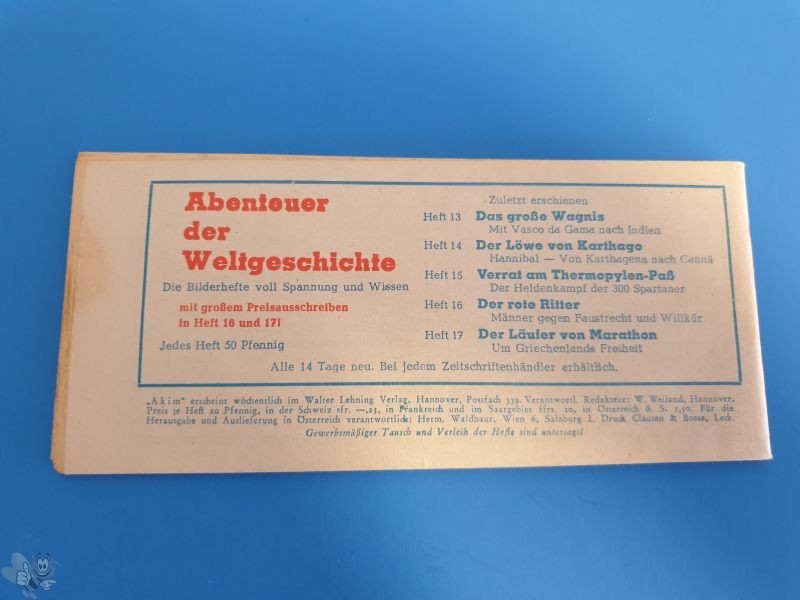 Abenteuer
der
Weltgeschichte
Die Bilderhefte voll Spannung und Wissen
mit großem Preisausschreiben
in Heft 16 und 17!
Jedes Heft 50 Pfennig
Zuletzt erschienen
Heft 13 Das große Wagnis
Mit Vasco da Gama nach Indien
Heft 14 Der Löwe von Karthago
Hannibal — Von Karthagena nach Cannä
Heft 15 Verrat am Thermopylen-Paß
Der Heldenkampf der 300 Spartaner
Heft 16 Der rote Ritter
Männer gegen Faustrecht und Willkür
Heft 17 Der Läufer von Marathon
Um Griechenlands Freiheit
Alle 14 Tage neu. Bei jedem Zeitschriftenhändler erhältlich.
„Akim“ erscheint wöchentlich im Walter Lehning Verlag, Hannover, Postfach 339. Verantwortl. Redakteur: W. Weiland, Hannover.
Preis je Heft 20 Pfennig, in der Schweiz sfr. —,25, in Frankreich und im Saargebiet ffrs. 20, in Österreich ö. S. 1,50. Für die
Herausgabe und Auslieferung in Österreich verantwortlich: Herm. Waldbaur, Wien 6, Salzburg 1. Druck Clausen & Bosse, Leck.
Gewerbsmäßiger Tausch und Verleih der Hefte sind untersagt!